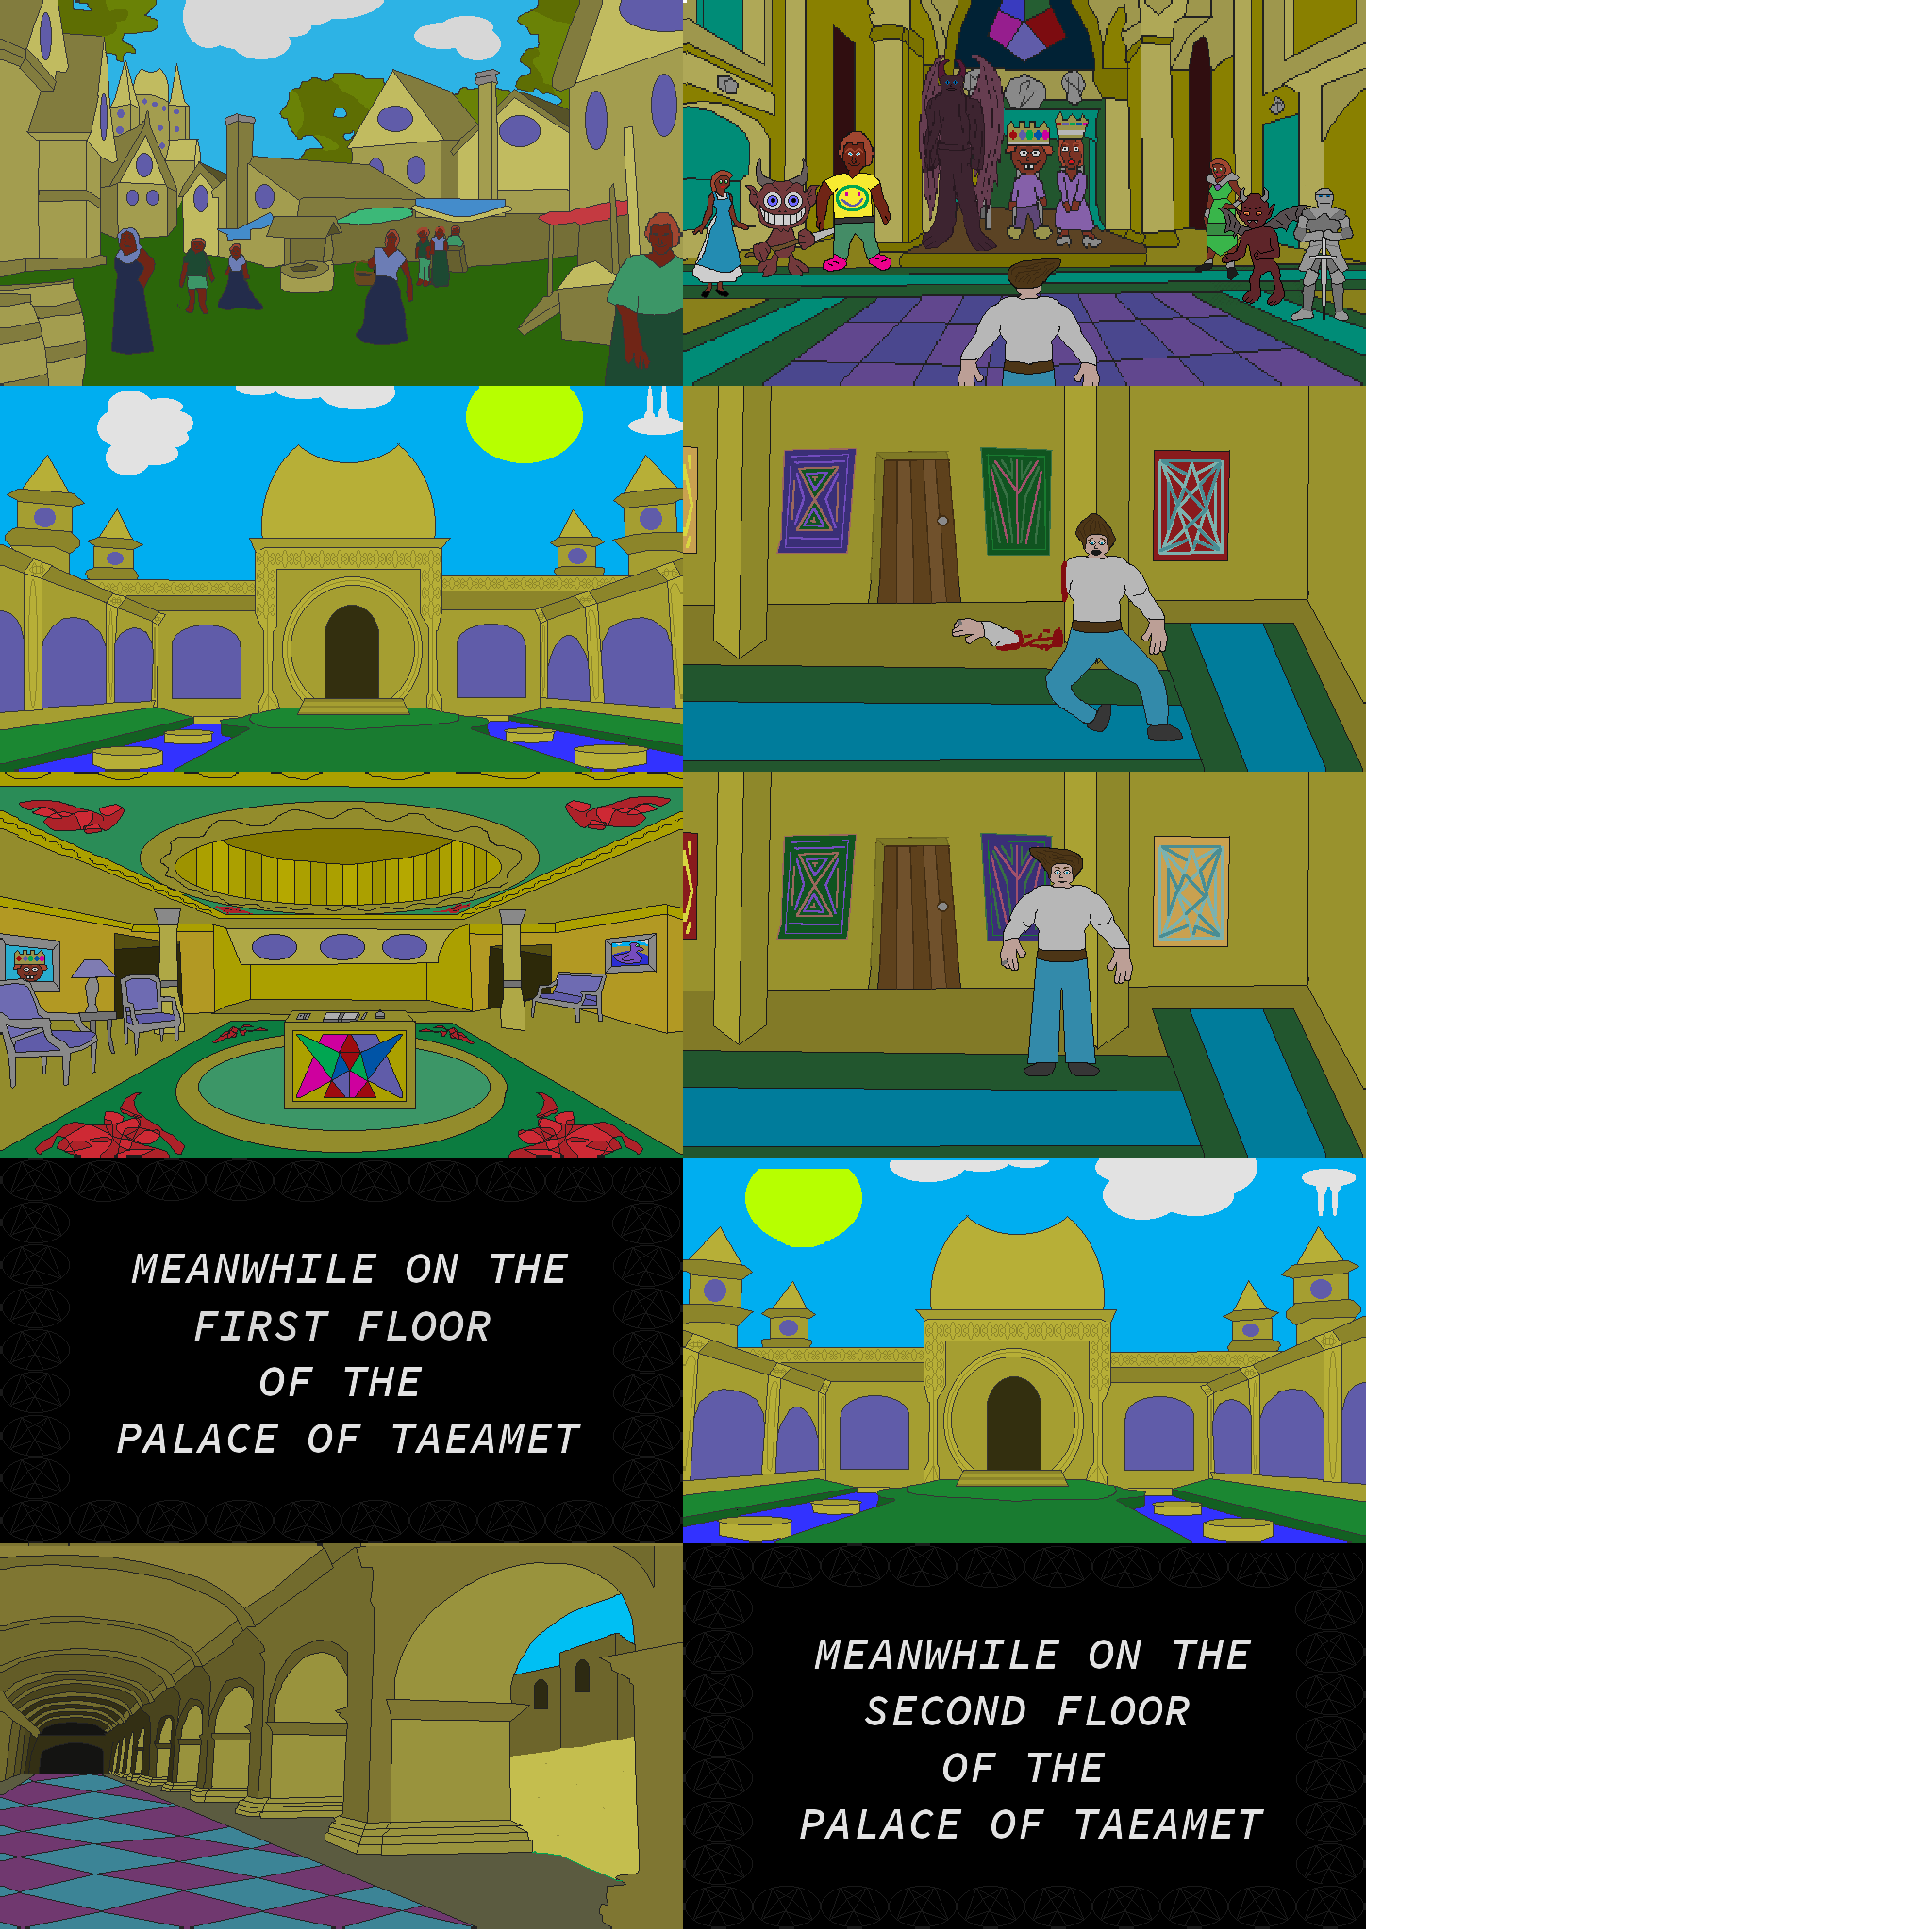 MEANWHILE ON THE
FIRST FLOOR
OF THE
PALACE OF TAEAMET
MEANWHILE ON THE
SECOND FLOOR
OF THE
PALACE OF TAEAMET